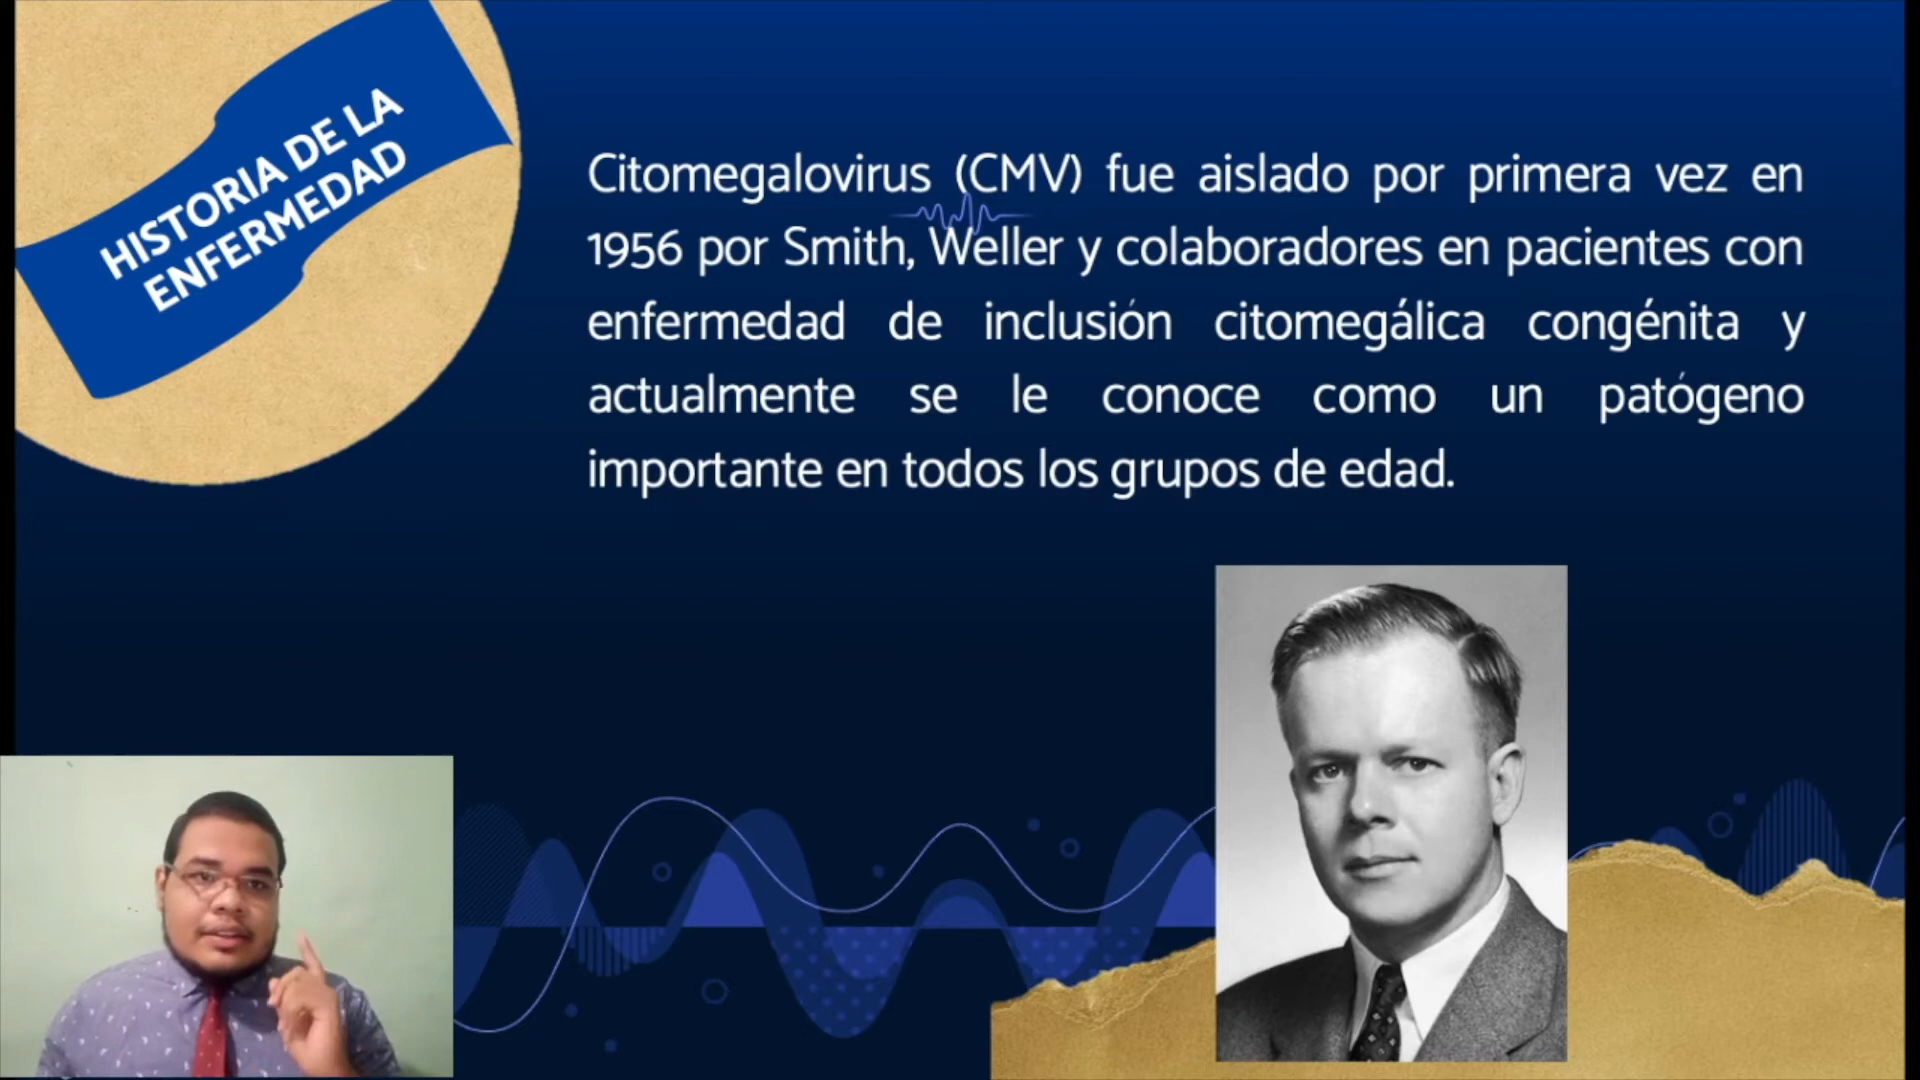 HISTORIA DE LA
ENFERMEDAD
Citomegalovirus (CMV) fue aislado por primera vez en
1956 por Smith, Weller y colaboradores en pacientes con
enfermedad de inclusión citomegálica congénita y
actualmente se le conoce como un patógeno
importante en todos los grupos de edad.